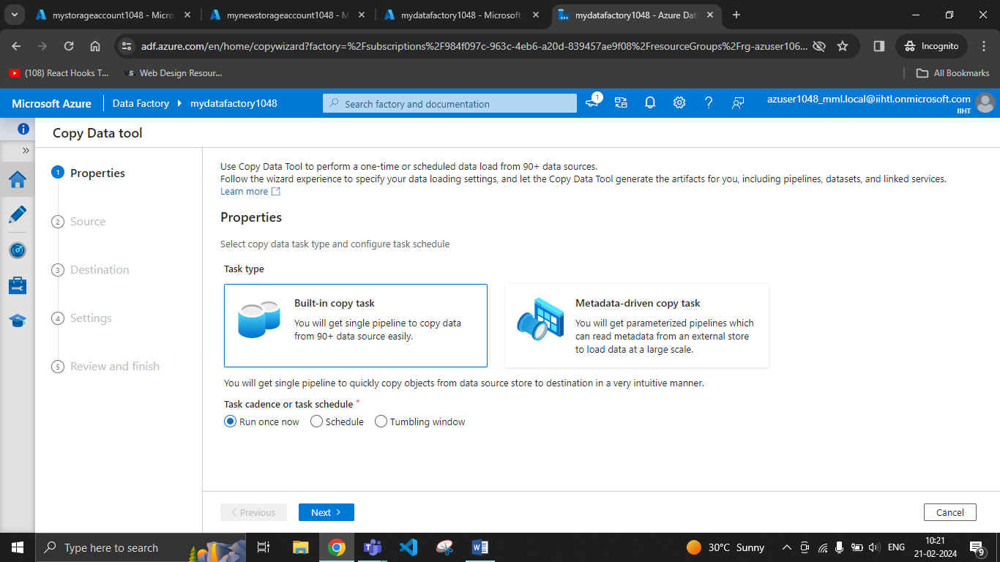 mystorageaccount1048 - Micro
mynewstorageaccount1048 - M
mydatafactory1048 - Microsoft
mydatafactory1048 - Azure Dat
adf.azure.com/en/home/copywizard?factory=%2Fsubscriptions%2F984f097c-963c-4eb6-a20d-839457ae9f08%2FresourceGroups%2Frg-azuser106...
Incognito
(108) React Hooks T...
VS.
Web Design Resour...
All Bookmarks
Microsoft Azure
Data Factory
mydatafactory1048
Search factory and documentation
1
azuser1048_mml.local@iihtl.onmicrosoft.com
IIHT
Copy Data tool
1 Properties
2 Source
3 Destination
4 Settings
5 Review and finish
Use Copy Data Tool to perform a one-time or scheduled data load from 90+ data sources.
Follow the wizard experience to specify your data loading settings, and let the Copy Data Tool generate the artifacts for you, including pipelines, datasets, and linked services.
Learn more
Properties
Select copy data task type and configure task schedule
Task type
Built-in copy task
You will get single pipeline to copy data
from 90+ data source easily.
Metadata-driven copy task
You will get parameterized pipelines which
can read metadata from an external store
to load data at a large scale.
You will get single pipeline to quickly copy objects from data source store to destination in a very intuitive manner.
Task cadence or task schedule *
Run once now
Schedule
Tumbling window
Previous
Next
Cancel
Type here to search
30°C Sunny
ENG
10:21
21-02-2024
9